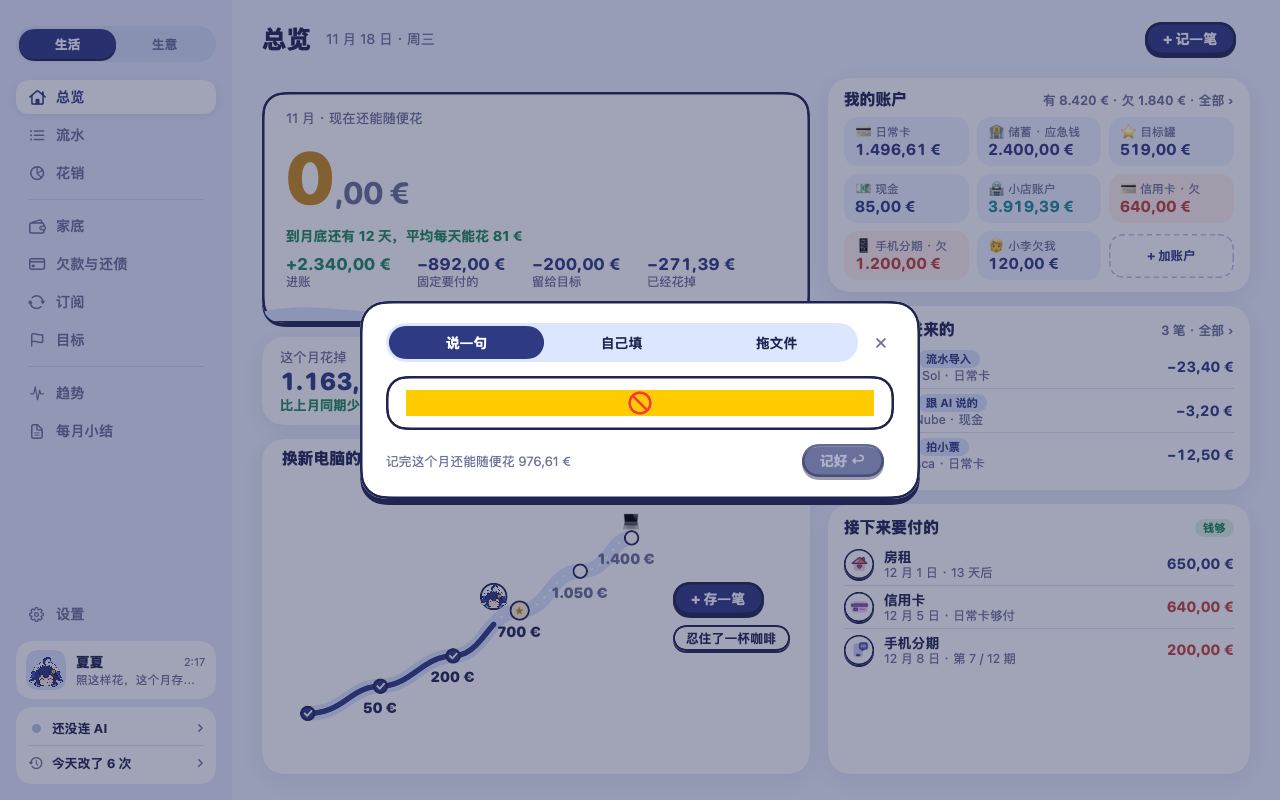 生活
生意
总览
流水
花销
家底
欠款与还债
订阅
目标
趋势
每月小结
设置
夏夏 2:17
照这样花，这个月存…
还没连 AI
今天改了 6 次
总览 11 月 18 日 · 周三
+ 记一笔
11 月 · 现在还能随便花
0,00 €
到月底还有 12 天，平均每天能花 81 €
+2.340,00 € −892,00 € −200,00 € −271,39 €
进账 固定要付的 留给目标 已经花掉
这个月花掉
1.163,
比上月同期少
换新电脑的
说一句 自己填 拖文件 ×
记完这个月还能随便花 976,61 €
记好
1.400 €
1.050 €
700 €
200 €
50 €
+ 存一笔
忍住了一杯咖啡
我的账户 有 8.420 € · 欠 1.840 € · 全部 ›
日常卡
1.496,61 €
储蓄 · 应急钱
2.400,00 €
目标罐
519,00 €
现金
85,00 €
小店账户
3.919,39 €
信用卡 · 欠
640,00 €
手机分期 · 欠
1.200,00 €
小李欠我
120,00 €
+ 加账户
来的 3 笔 · 全部 ›
流水导入
Sol · 日常卡 −23,40 €
跟 AI 说的
Nube · 现金 −3,20 €
拍小票
ca · 日常卡 −12,50 €
接下来要付的 钱够
房租
12 月 1 日 · 13 天后 650,00 €
信用卡
12 月 5 日 · 日常卡够付 640,00 €
手机分期
12 月 8 日 · 第 7 / 12 期 200,00 €